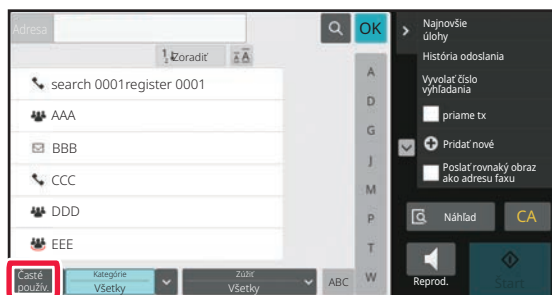 Adresa
OK
Zoradiť
search 0001register 0001
AAA
BBB
CCC
DDD
EEE
A
D
G
J
M
P
T
W
Časté
použív.
Kategórie
Všetky
Zúžiť
Všetky
ABC
Najnovšie
úlohy
História odoslania
Vyvolať číslo
vyhľadania
priame tx
Pridať nové
Poslať rovnaký obraz
ako adresu faxu
Náhľad
CA
Reprod.
Štart